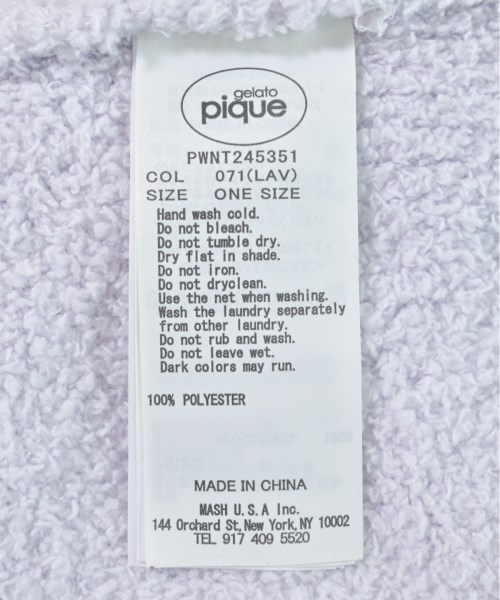 gelato
pique
PWNT245351
COL 071(LAV)
SIZE ONE SIZE
Hand wash cold.
Do not bleach.
Do not tumble dry.
Dry flat in shade.
Do not iron.
Do not dryclean.
Use the net when washing.
Wash the laundry separately
from other laundry.
Do not rub and wash.
Do not leave wet.
Dark colors may run.
100% POLYESTER
MADE IN CHINA
MASH U.S.A Inc.
144 Orchard St,New York,NY 10002
TEL 917 409 5520